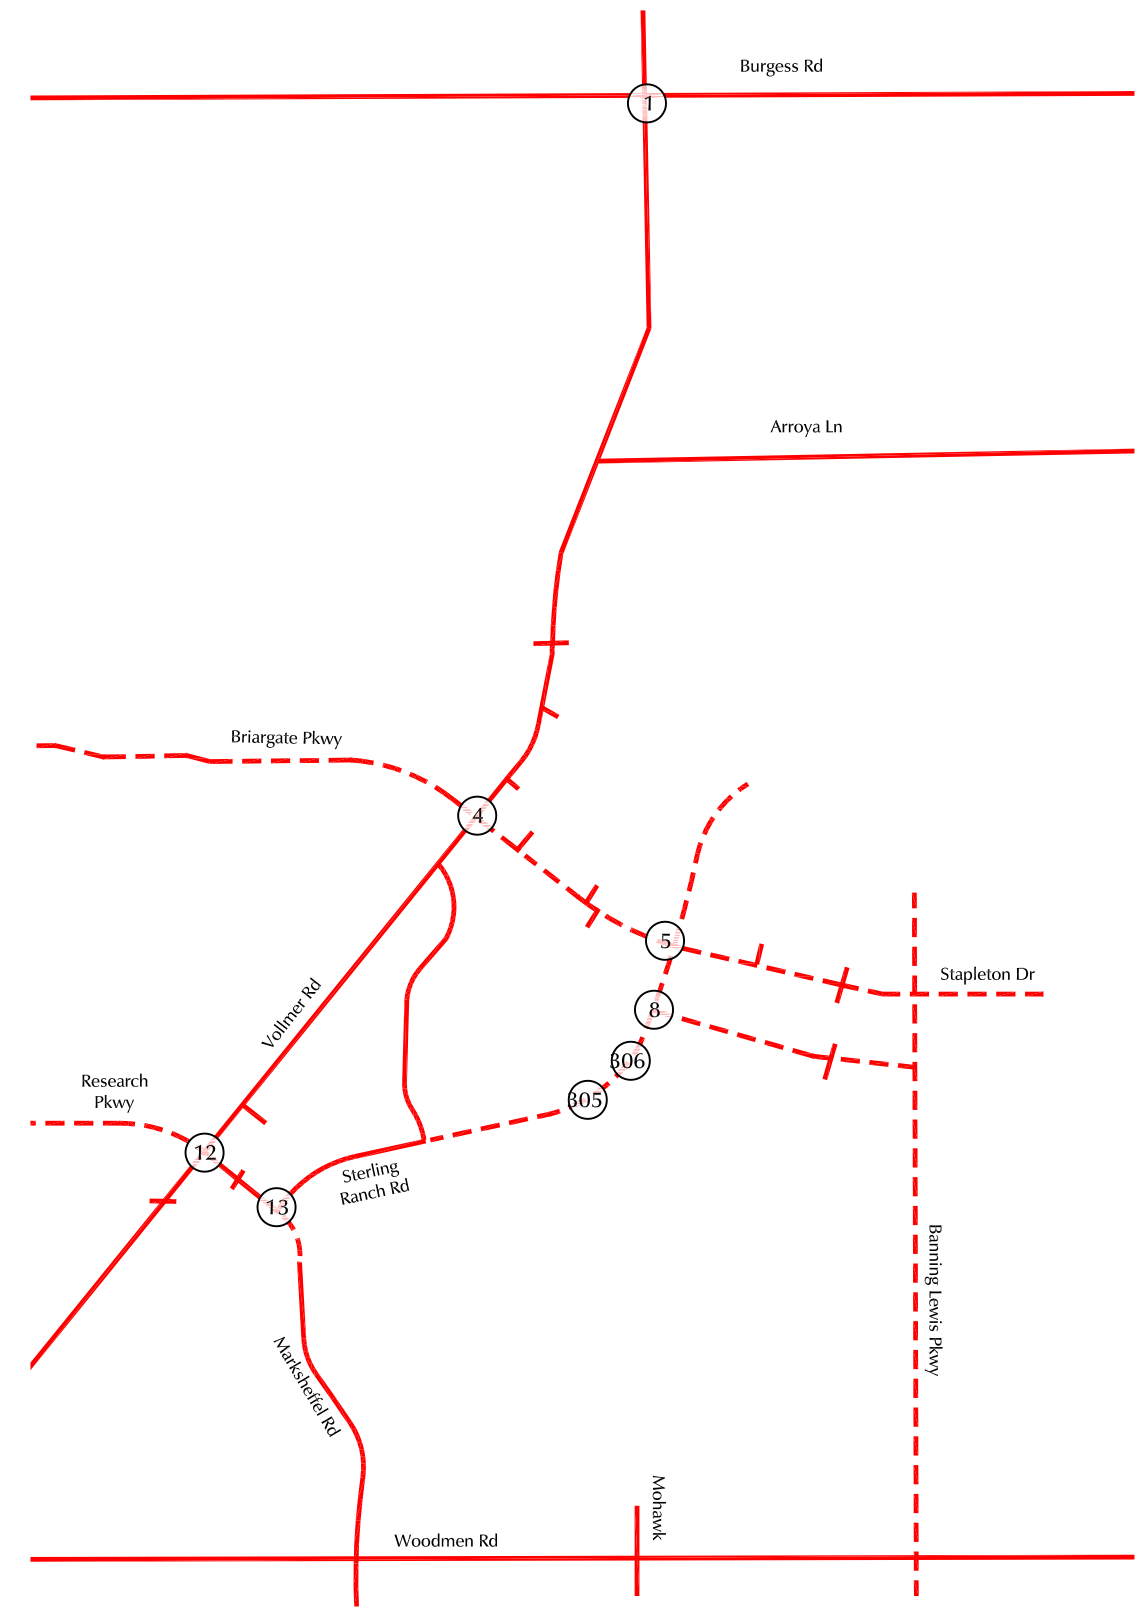 Burgess Rd
1
Arroya Ln
Briargate Pkwy
4
5
Stapleton Dr
Vollmer Rd
8
306
Research
Pkwy
305
12
Sterling
Ranch Rd
13
Banning Lewis Pkwy
Marksheffel Rd
Mohawk
Woodmen Rd